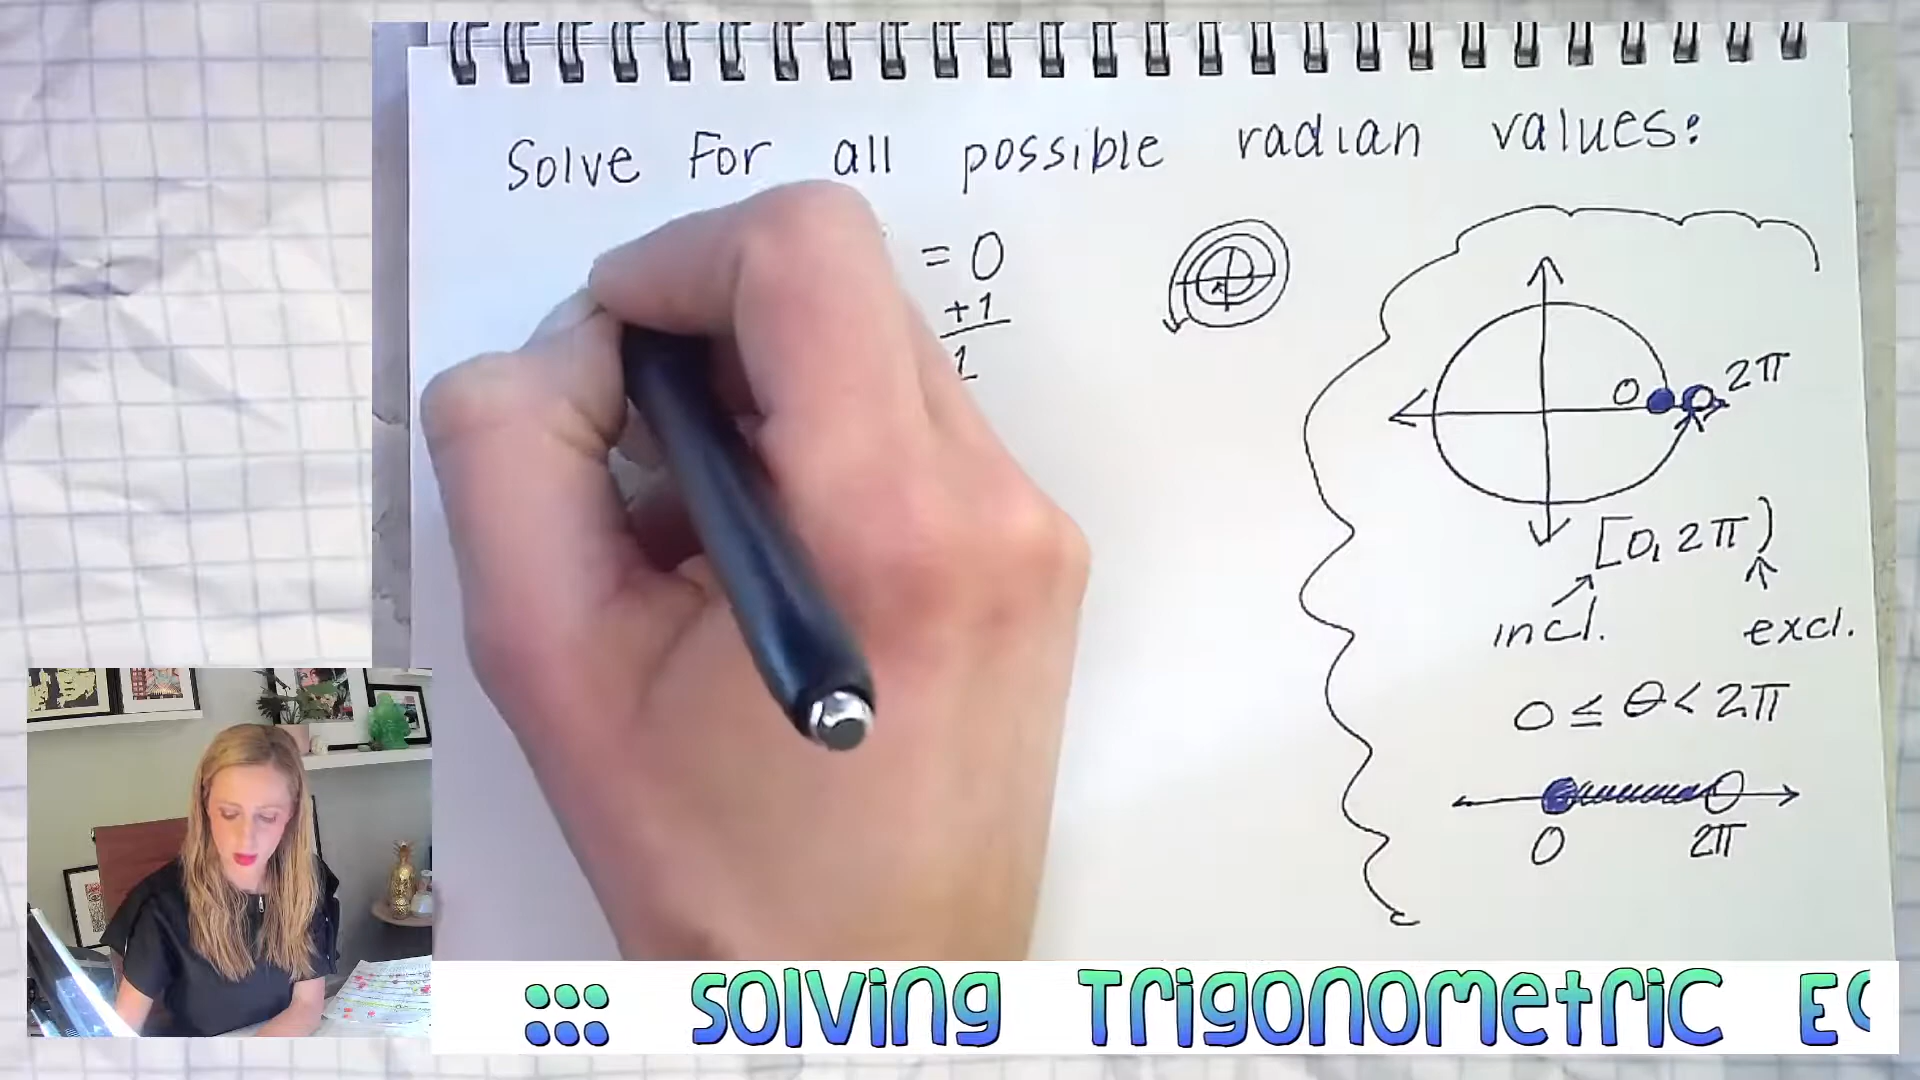 Solve for all possible radian values:
= 0
+1
1
0
2π
[0, 2π)
incl.
excl.
0 ≤ θ < 2π
0
2π
Solving Trigonometric